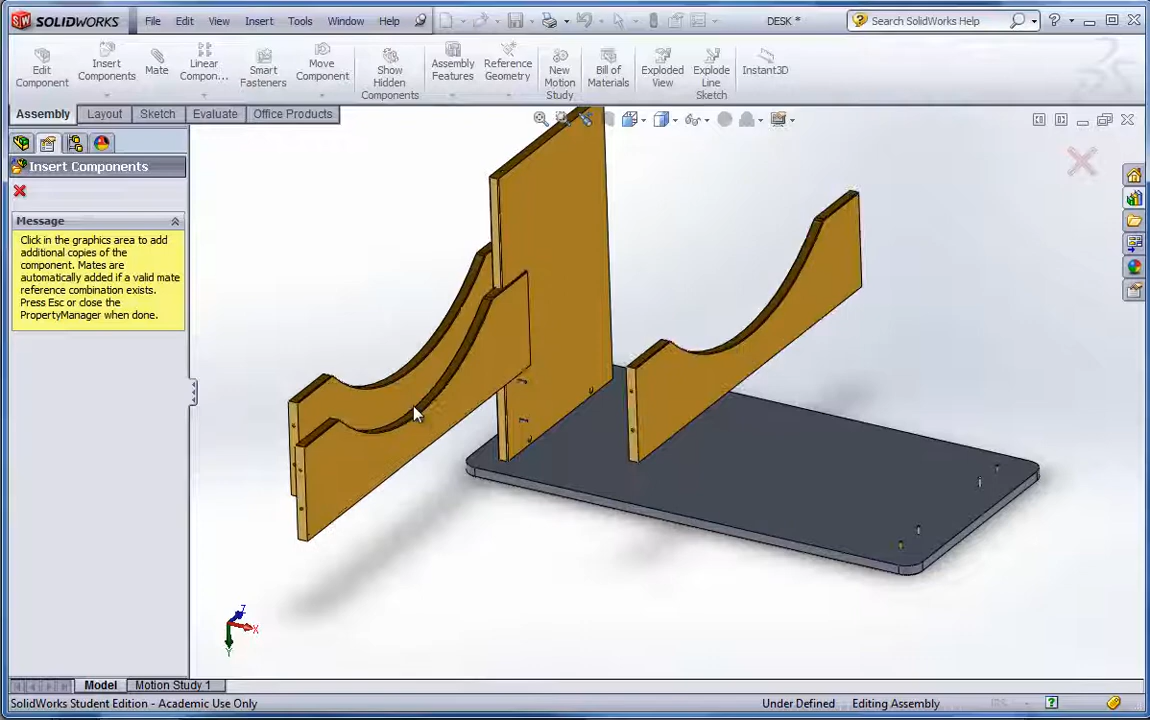 SOLIDWORKS
File Edit View Insert Tools Window Help
DESK *
Search SolidWorks Help
Edit Component
Insert Components
Mate
Linear Compon...
Smart Fasteners
Move Component
Show Hidden Components
Assembly Features
Reference Geometry
New Motion Study
Bill of Materials
Exploded View
Explode Line Sketch
Instant3D
Assembly Layout Sketch Evaluate Office Products
Insert Components
Message
Click in the graphics area to add
additional copies of the
component. Mates are
automatically added if a valid mate
reference combination exists.
Press Esc or close the
PropertyManager when done.
Z
X
Y
Model Motion Study 1
SolidWorks Student Edition - Academic Use Only
Under Defined Editing Assembly